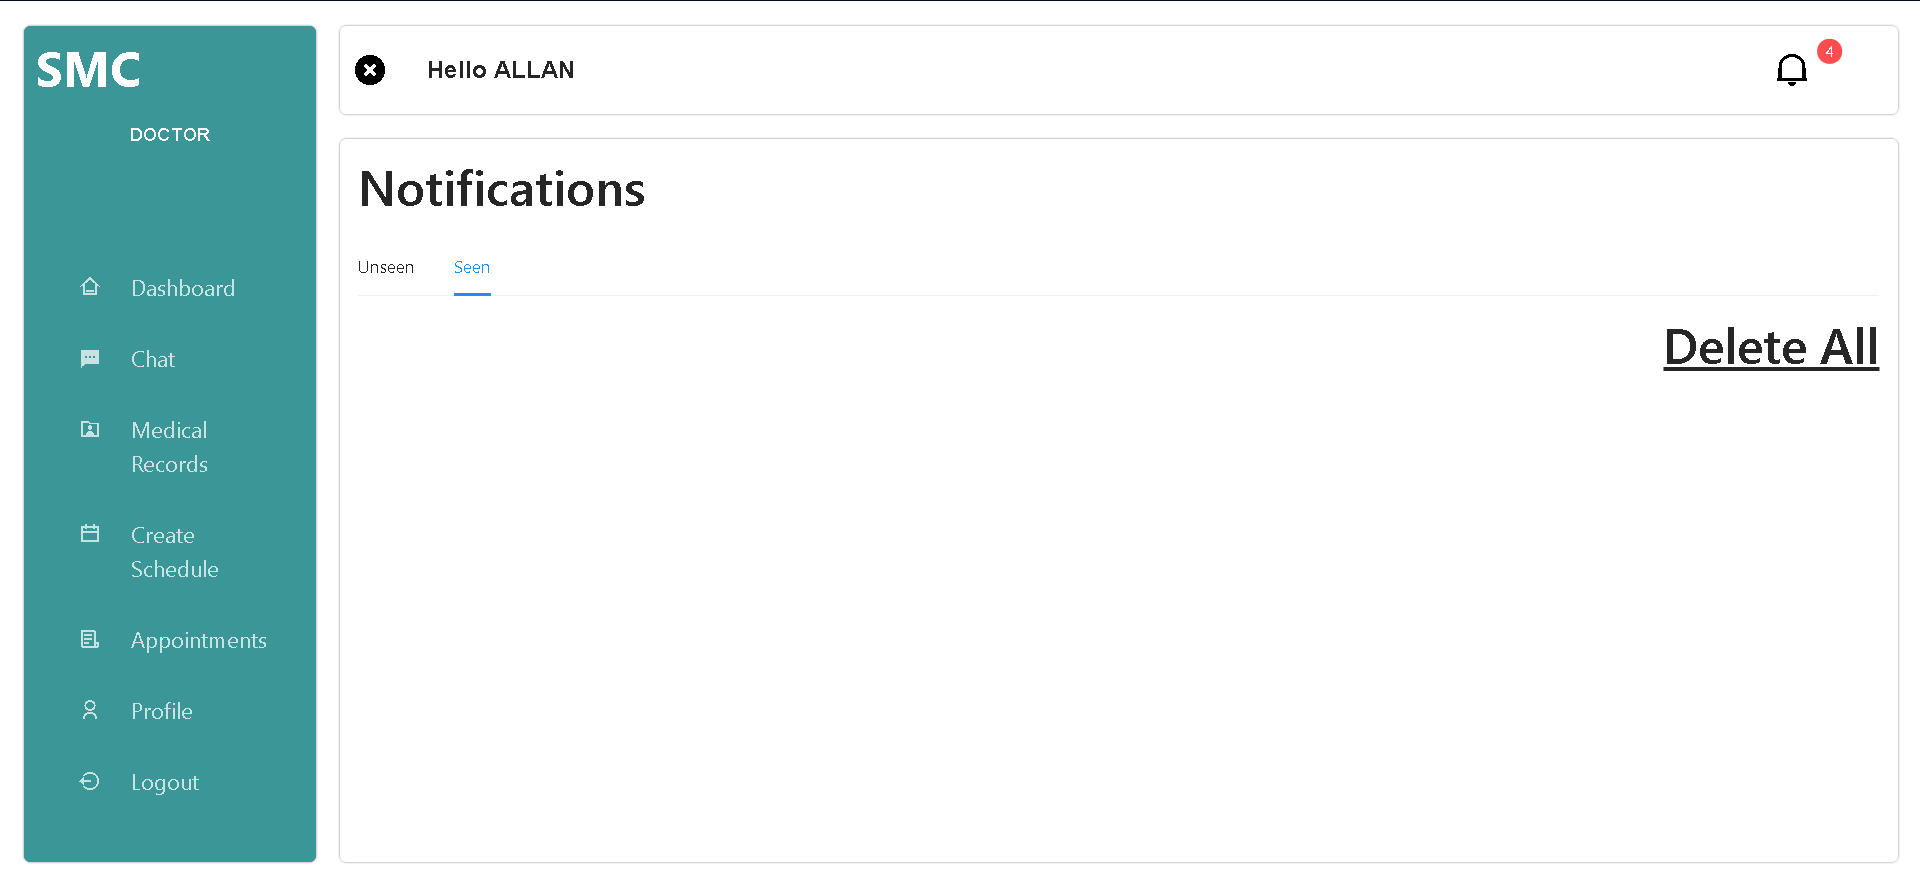 SMC
DOCTOR
Dashboard
Chat
Medical
Records
Create
Schedule
Appointments
Profile
Logout
Hello ALLAN
4
Notifications
Unseen
Seen
Delete All